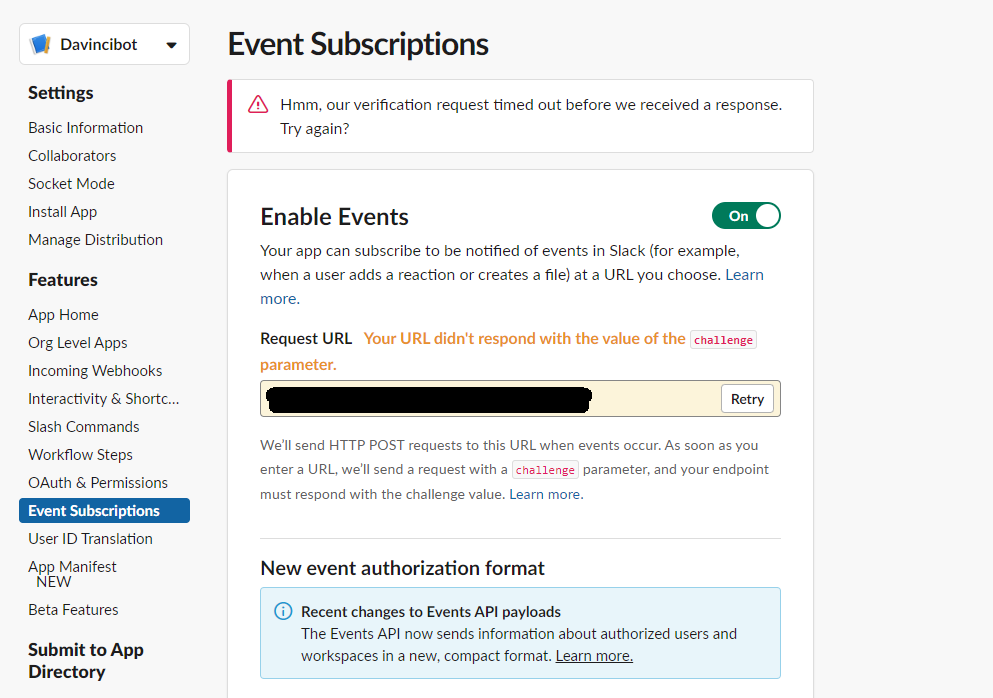 Davincibot
Settings
Basic Information
Collaborators
Socket Mode
Install App
Manage Distribution
Features
App Home
Org Level Apps
Incoming Webhooks
Interactivity & Shortc...
Slash Commands
Workflow Steps
OAuth & Permissions
Event Subscriptions
User ID Translation
App Manifest
NEW
Beta Features
Submit to App
Directory
Event Subscriptions
Hmm, our verification request timed out before we received a response.
Try again?
Enable Events
On
Your app can subscribe to be notified of events in Slack (for example,
when a user adds a reaction or creates a file) at a URL you choose. Learn
more.
Request URL Your URL didn't respond with the value of the challenge
parameter.
Retry
We'll send HTTP POST requests to this URL when events occur. As soon as you
enter a URL, we'll send a request with a challenge parameter, and your endpoint
must respond with the challenge value. Learn more.
New event authorization format
Recent changes to Events API payloads
The Events API now sends information about authorized users and
workspaces in a new, compact format. Learn more.